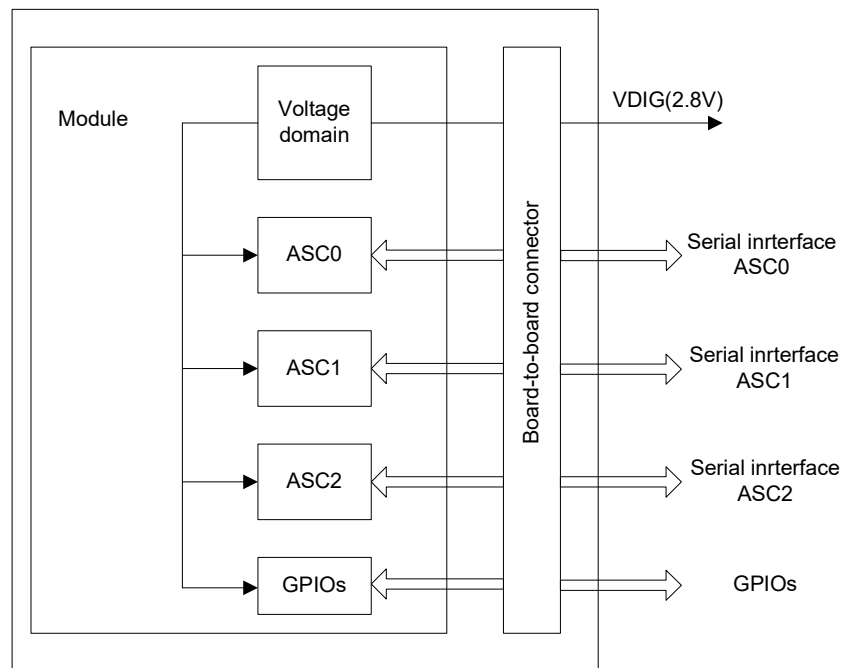 Module
Voltage
domain
VDIG(2.8V)
ASC0
Serial inrterface
ASC0
ASC1
Serial inrterface
ASC1
ASC2
Serial inrterface
ASC2
GPIOs
GPIOs
Board-to-board connector